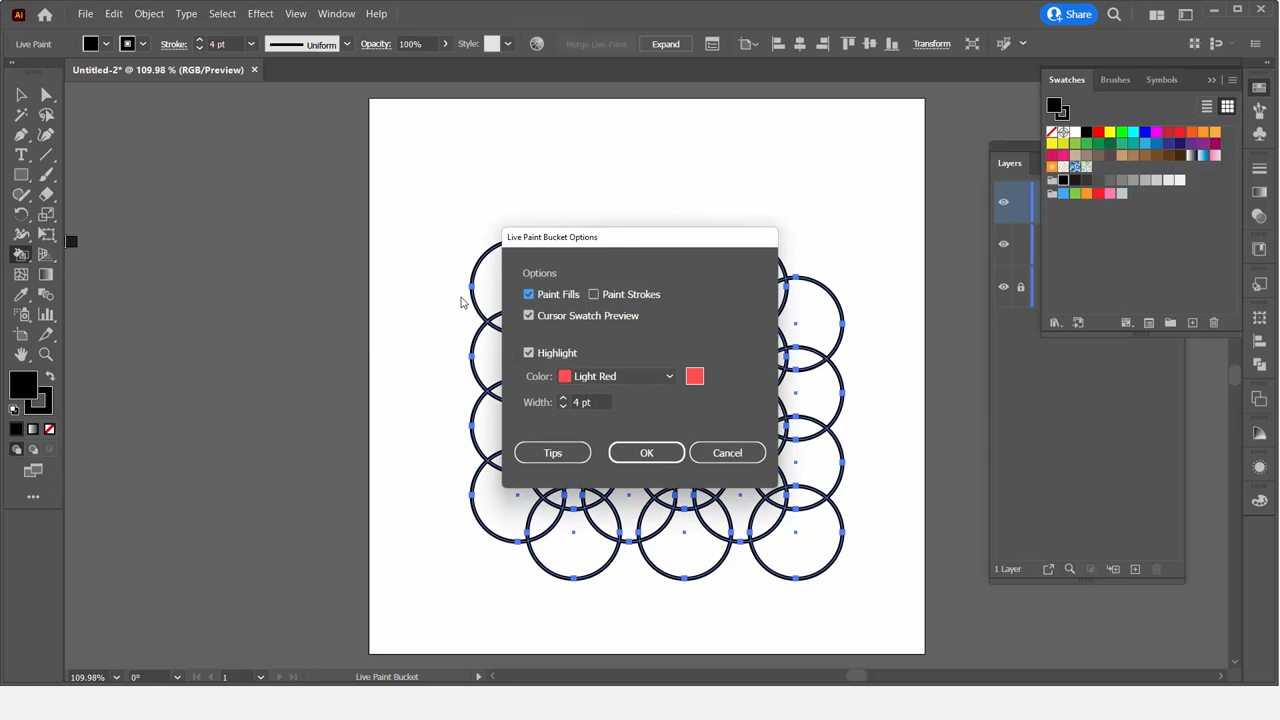 Ai File Edit Object Type Select Effect View Window Help Share
Live Paint Stroke: 4 pt Uniform Opacity: 100% Style: Merge Live Paint Expand Transform
Untitled-2* @ 109.98 % (RGB/Preview)
Swatches Brushes Symbols
Layers
Live Paint Bucket Options
Options
Paint Fills Paint Strokes
Cursor Swatch Preview
Highlight
Color: Light Red
Width: 4 pt
Tips OK Cancel
1 Layer
109.98% 0° 1 Live Paint Bucket